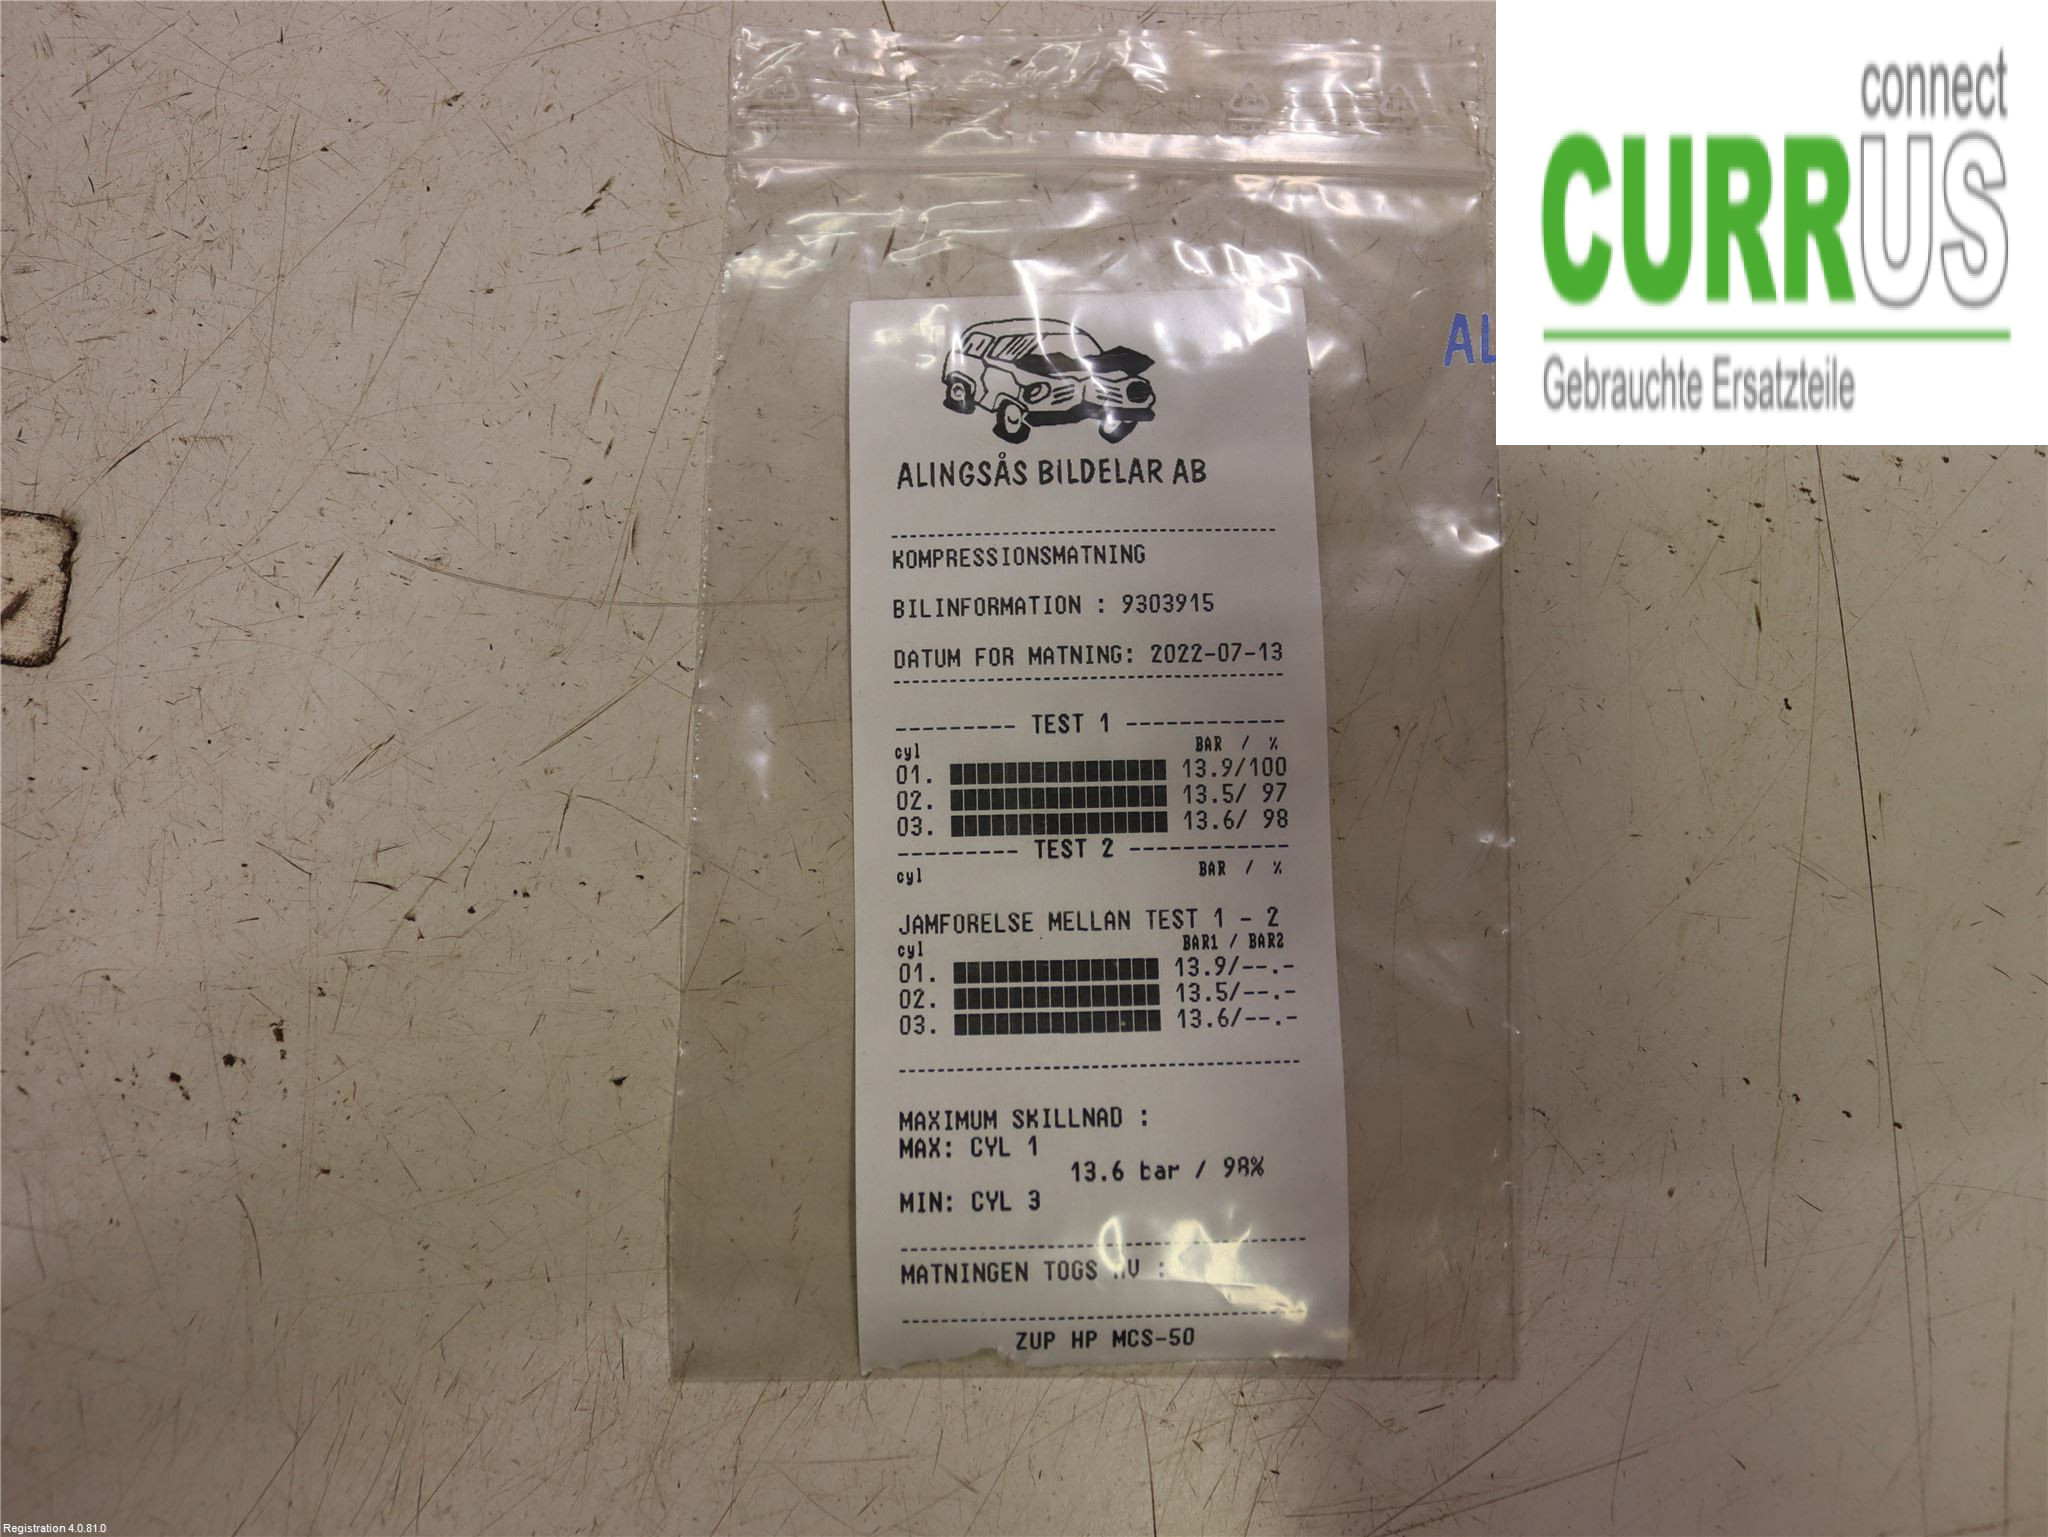 connect
CURRUS
Gebrauchte Ersatzteile
AL
ALINGSÅS BILDELAR AB
KOMPRESSIONSMATNING
BILINFORMATION : 9303915
DATUM FOR MATNING: 2022-07-13
--------- TEST 1 ------------
cyl BAR / %
01. 13.9/100
02. 13.5/ 97
03. 13.6/ 98
--------- TEST 2 ------------
cyl BAR / %
JAMFORELSE MELLAN TEST 1 - 2
cyl BAR1 / BAR2
01. 13.9/--.-
02. 13.5/--.-
03. 13.6/--.-
MAXIMUM SKILLNAD :
MAX: CYL 1
13.6 bar / 98%
MIN: CYL 3
MATNINGEN TOGS AV :
ZUP HP MCS-50
Registration 4.0.81.0